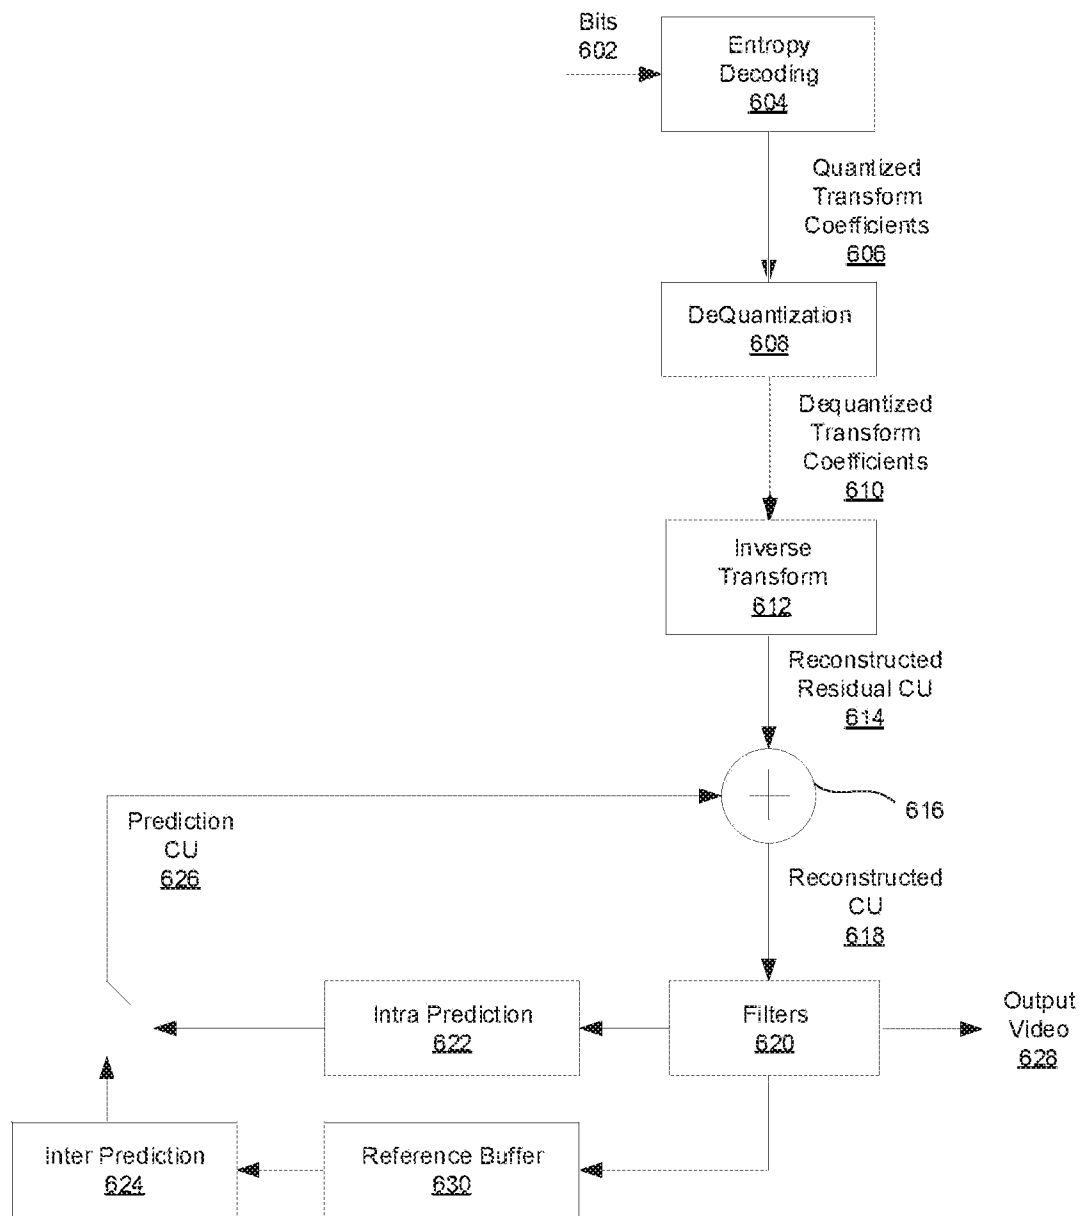 Bits
602
Entropy
Decoding
604
Quantized
Transform
Coefficients
606
DeQuantization
608
Dequantized
Transform
Coefficients
610
Inverse
Transform
612
Reconstructed
Residual CU
614
616
Prediction
CU
626
Reconstructed
CU
618
Intra Prediction
622
Filters
620
Output
Video
628
Inter Prediction
624
Reference Buffer
630